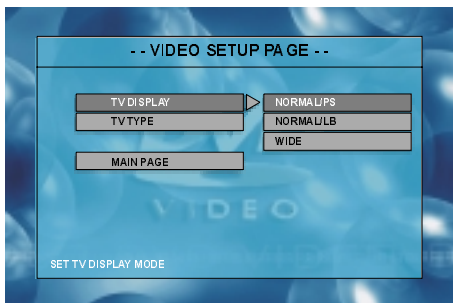 - - VIDEO SETUP PAGE - -
TV DISPLAY
NORMAL/PS
TV TYPE
NORMAL/LB
WIDE
MAIN PAGE
VIDEO
SET TV DISPLAY MODE